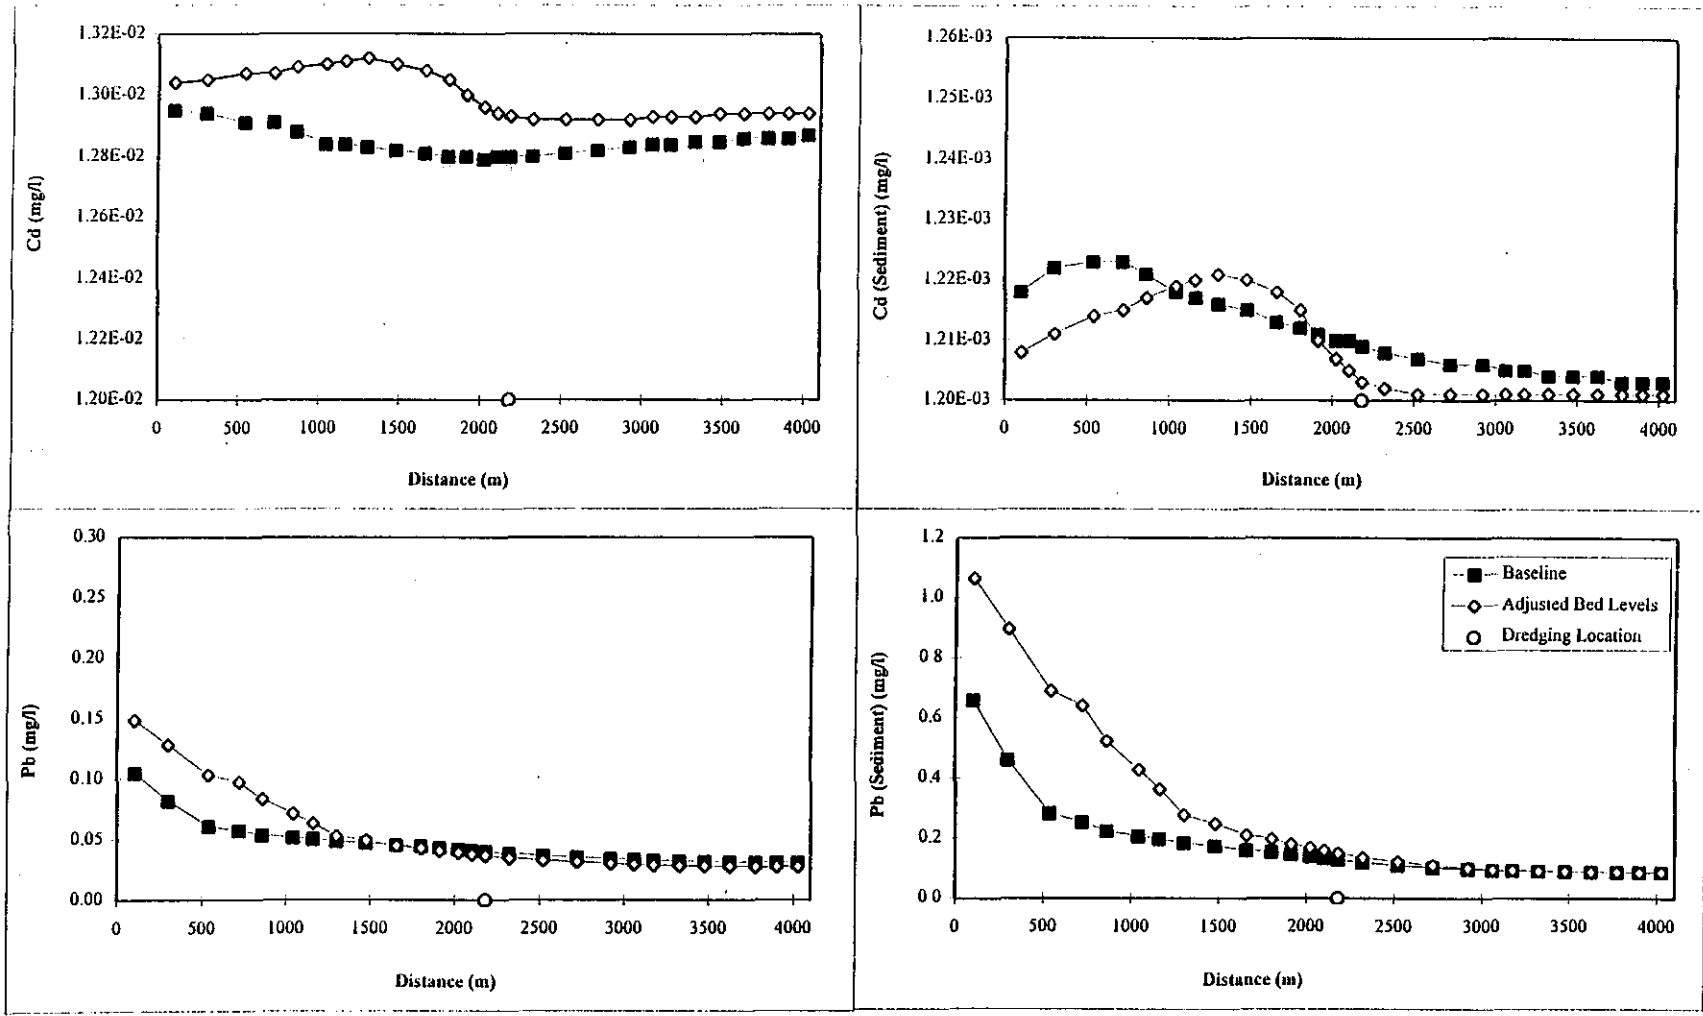 1.32E-02
1.30E-02
1.28E-02
1.26E-02
1.24E-02
1.22E-02
1.20E-02
Cd (mg/l)
0 500 1000 1500 2000 2500 3000 3500 4000
Distance (m)
1.26E-03
1.25E-03
1.24E-03
1.23E-03
1.22E-03
1.21E-03
1.20E-03
Cd (Sediment) (mg/l)
0 500 1000 1500 2000 2500 3000 3500 4000
Distance (m)
0.30
0.25
0.20
0.15
0.10
0.05
0.00
Pb (mg/l)
0 500 1000 1500 2000 2500 3000 3500 4000
Distance (m)
1.2
1.0
0.8
0.6
0.4
0.2
0.0
Pb (Sediment) (mg/l)
0 500 1000 1500 2000 2500 3000 3500 4000
Distance (m)
Baseline
Adjusted Bed Levels
Dredging Location